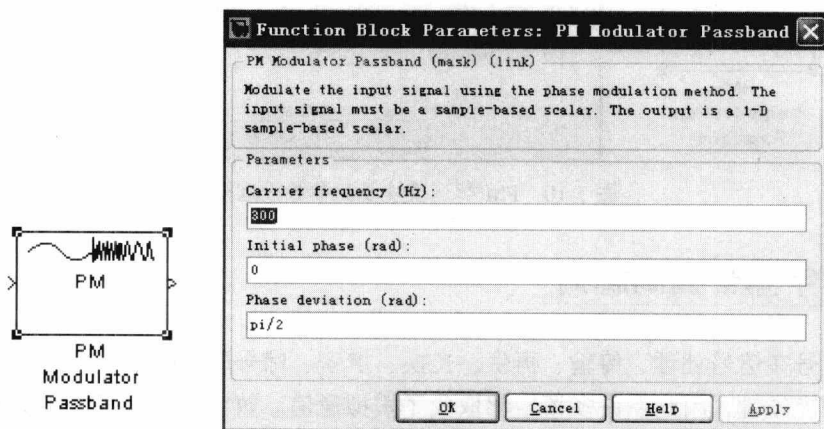 Function Block Parameters: PM Modulator Passband
PM Modulator Passband (mask) (link)
Modulate the input signal using the phase modulation method. The
input signal must be a sample-based scalar. The output is a 1-D
sample-based scalar.
Parameters
Carrier frequency (Hz):
300
Initial phase (rad):
0
Phase deviation (rad):
pi/2
OK
Cancel
Help
Apply
PM
PM
Modulator
Passband